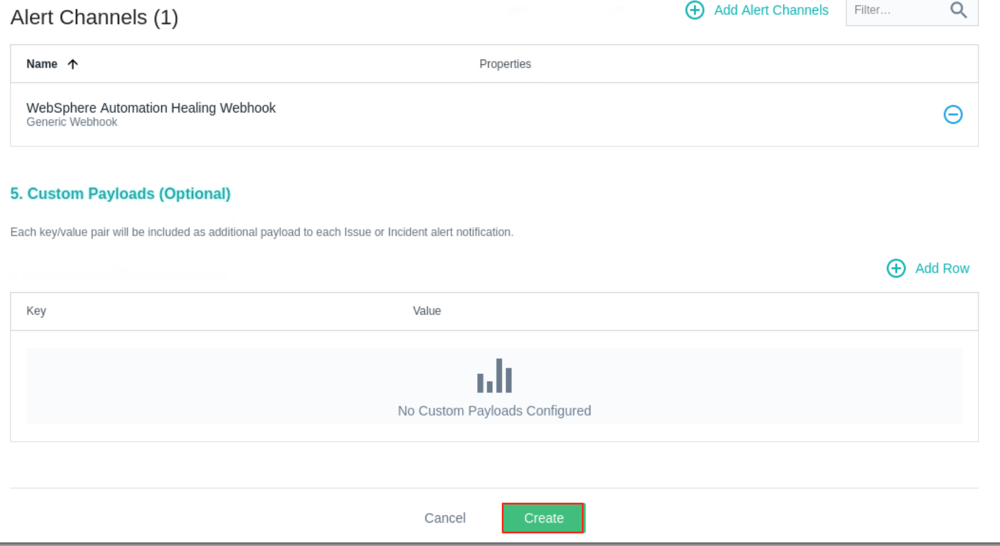 Alert Channels (1)
Add Alert Channels
Filter...
Name
Properties
WebSphere Automation Healing Webhook
Generic Webhook
5. Custom Payloads (Optional)
Each key/value pair will be included as additional payload to each Issue or Incident alert notification.
Add Row
Key
Value
No Custom Payloads Configured
Cancel
Create